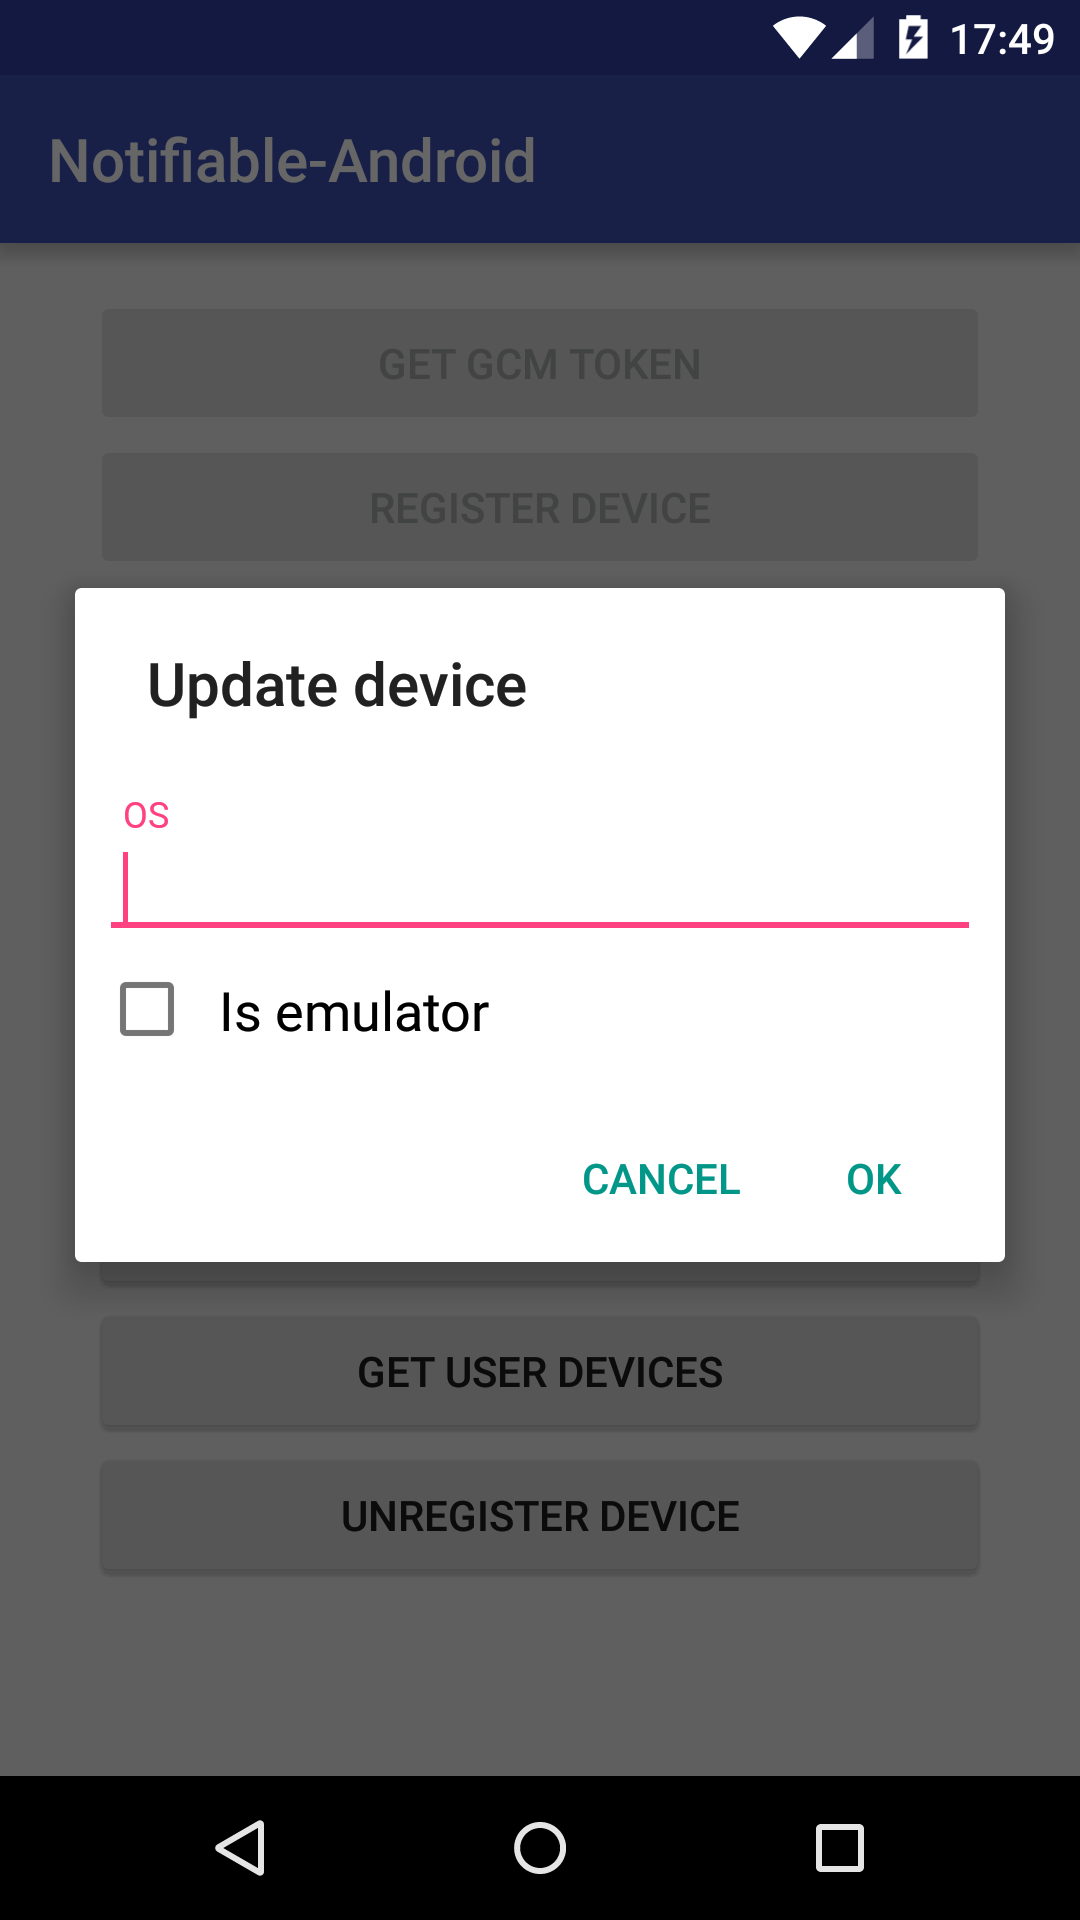 17:49
Notifiable-Android
GET GCM TOKEN
REGISTER DEVICE
Update device
OS
Is emulator
CANCEL OK
GET USER DEVICES
UNREGISTER DEVICE